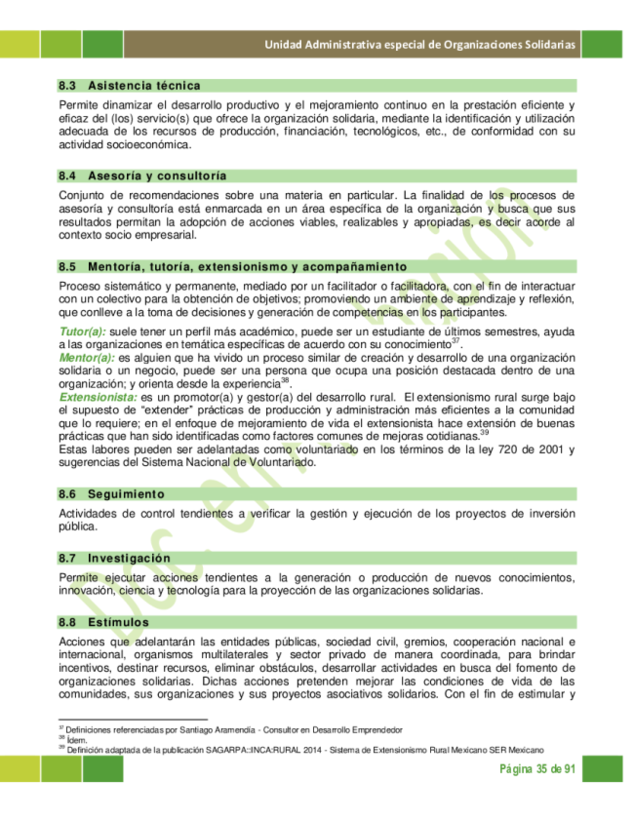 Unidad Administrativa especial de Organizaciones Solidarias
8.3 Asistencia técnica
Permite dinamizar el desarrollo productivo y el mejoramiento continuo en la prestación eficiente y
eficaz del (los) servicio(s) que ofrece la organización solidaria, mediante la identificación y utilización
adecuada de los recursos de producción, financiación, tecnológicos, etc., de conformidad con su
actividad socioeconómica.
8.4 Asesoría y consultoría
Conjunto de recomendaciones sobre una materia en particular. La finalidad de los procesos de
asesoría y consultoría está enmarcada en un área específica de la organización y busca que sus
resultados permitan la adopción de acciones viables, realizables y apropiadas, es decir acorde al
contexto socio empresarial.
8.5 Mentoría, tutoría, extensionismo y acompañamiento
Proceso sistemático y permanente, mediado por un facilitador o facilitadora, con el fin de interactuar
con un colectivo para la obtención de objetivos; promoviendo un ambiente de aprendizaje y reflexión,
que conlleve a la toma de decisiones y generación de competencias en los participantes.
Tutor(a): suele tener un perfil más académico, puede ser un estudiante de últimos semestres, ayuda
a las organizaciones en temática específicas de acuerdo con su conocimiento37.
Mentor(a): es alguien que ha vivido un proceso similar de creación y desarrollo de una organización
solidaria o un negocio, puede ser una persona que ocupa una posición destacada dentro de una
organización; y orienta desde la experiencia38.
Extensionista: es un promotor(a) y gestor(a) del desarrollo rural. El extensionismo rural surge bajo
el supuesto de “extender” prácticas de producción y administración más eficientes a la comunidad
que lo requiere; en el enfoque de mejoramiento de vida el extensionista hace extensión de buenas
prácticas que han sido identificadas como factores comunes de mejoras cotidianas.39
Estas labores pueden ser adelantadas como voluntariado en los términos de la ley 720 de 2001 y
sugerencias del Sistema Nacional de Voluntariado.
8.6 Seguimiento
Actividades de control tendientes a verificar la gestión y ejecución de los proyectos de inversión
pública.
8.7 Investigación
Permite ejecutar acciones tendientes a la generación o producción de nuevos conocimientos,
innovación, ciencia y tecnología para la proyección de las organizaciones solidarias.
8.8 Estímulos
Acciones que adelantarán las entidades públicas, sociedad civil, gremios, cooperación nacional e
internacional, organismos multilaterales y sector privado de manera coordinada, para brindar
incentivos, destinar recursos, eliminar obstáculos, desarrollar actividades en busca del fomento de
organizaciones solidarias. Dichas acciones pretenden mejorar las condiciones de vida de las
comunidades, sus organizaciones y sus proyectos asociativos solidarios. Con el fin de estimular y
37 Definiciones referenciadas por Santiago Aramendía - Consultor en Desarrollo Emprendedor
38 Ídem.
39 Definición adaptada de la publicación SAGARPA::INCA:RURAL 2014 - Sistema de Extensionismo Rural Mexicano SER Mexicano
Página 35 de 91
Doc. en